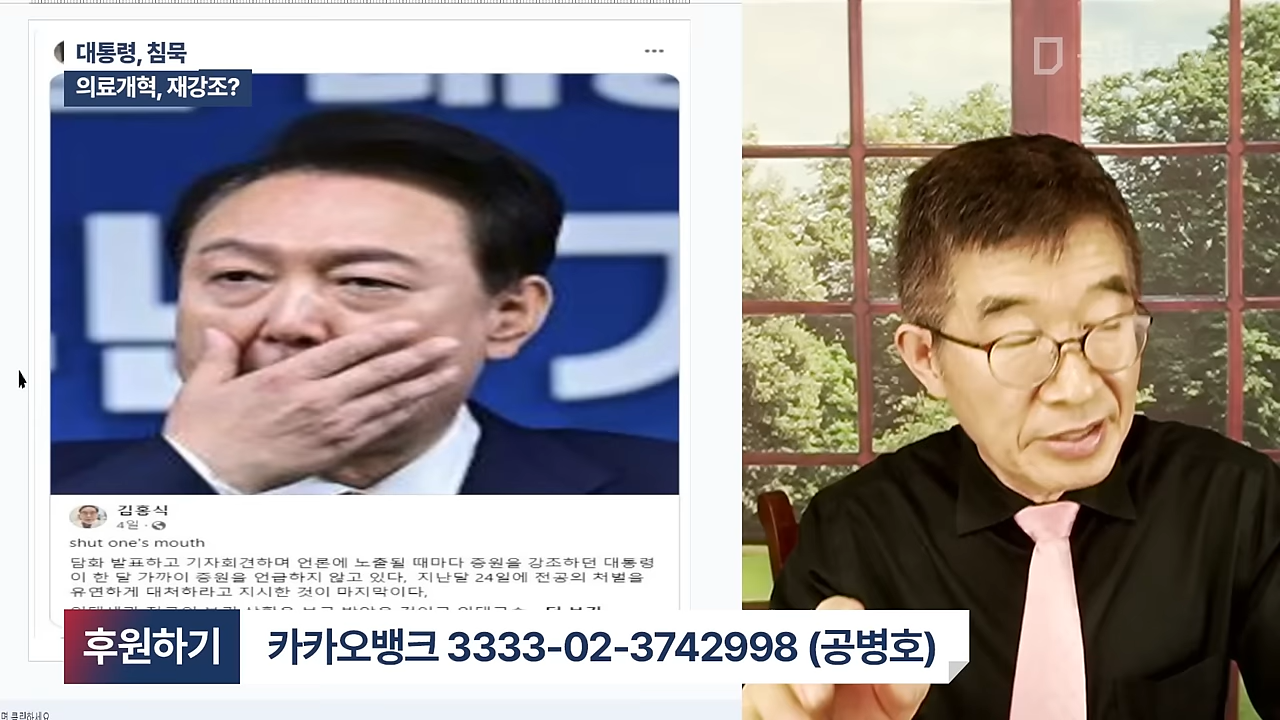 대통령, 침묵
의료개혁, 재강조?
김홍식
4일
shut one's mouth
담화 발표하고 기자회견하며 언론에 노출될 때마다 증원을 강조하던 대통령
이 한 달 가까이 증원을 언급하지 않고 있다, 지난달 24일에 전공의 처벌을
유연하게 대처하라고 지시한 것이 마지막이다,
후원하기
카카오뱅크 3333-02-3742998 (공병호)